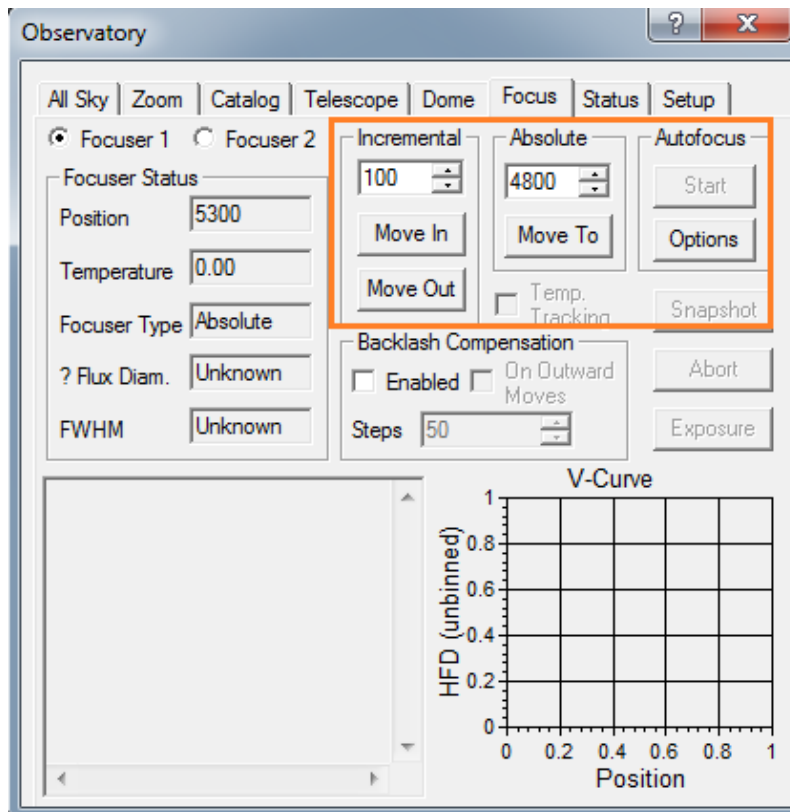 Observatory
?
X
All Sky Zoom Catalog Telescope Dome Focus Status Setup
Focuser 1 Focuser 2
Focuser Status
Position 5300
Temperature 0.00
Focuser Type Absolute
? Flux Diam. Unknown
FWHM Unknown
Incremental
100
Move In
Move Out
Absolute
4800
Move To
Autofocus
Start
Options
Temp.
Tracking
Snapshot
Backlash Compensation
Enabled On Outward
Moves
Steps 50
Abort
Exposure
V-Curve
HFD (unbinned)
1
0.8
0.6
0.4
0.2
0
0 0.2 0.4 0.6 0.8 1
Position